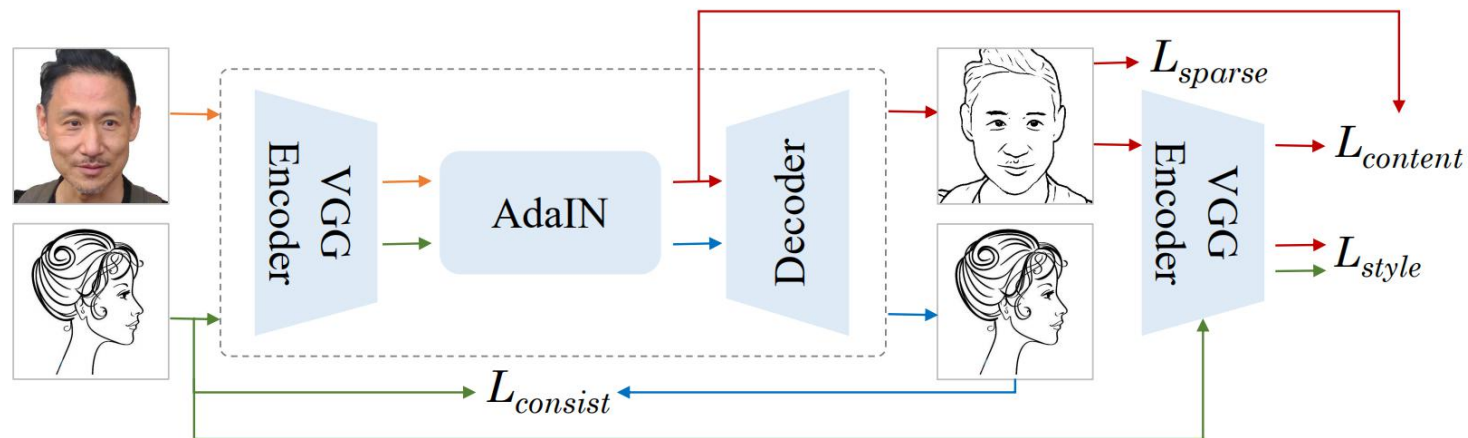 VGG
Encoder
AdaIN
Decoder
L_sparse
VGG
Encoder
L_content
L_style
L_consist